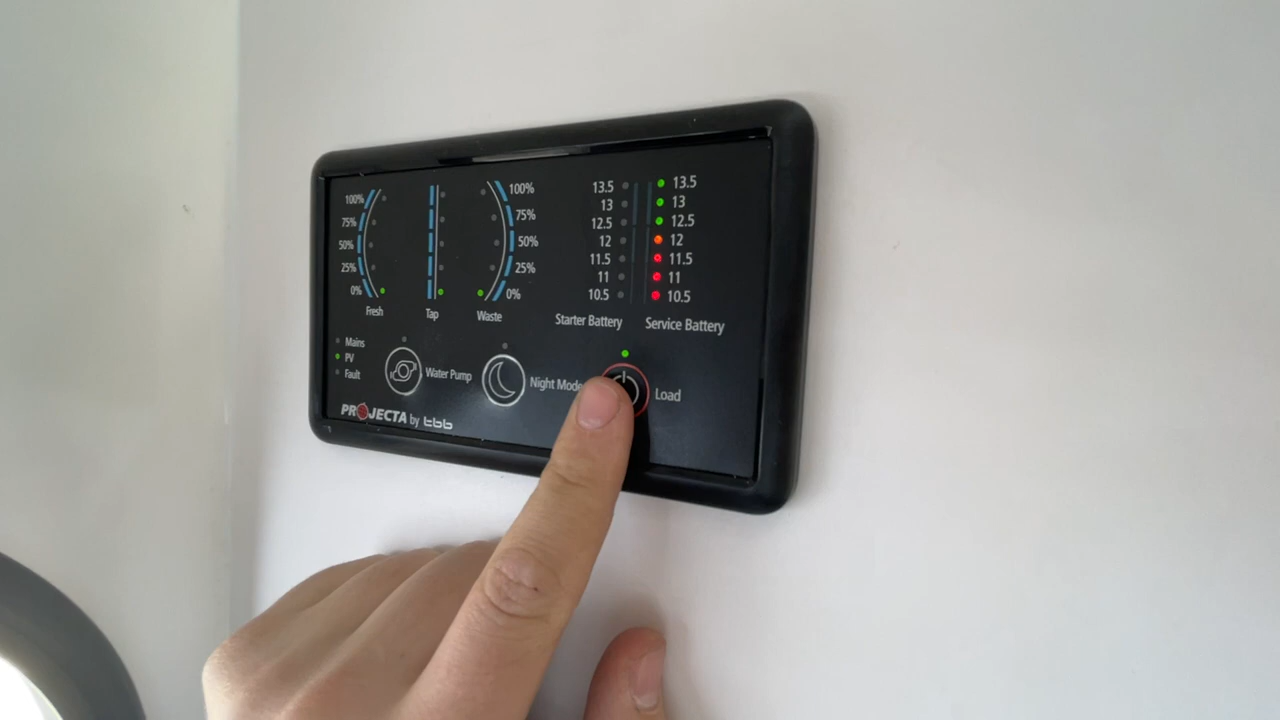 100%
75%
50%
25%
0%
Fresh
Tap
100%
75%
50%
25%
0%
Waste
13.5
13
12.5
12
11.5
11
10.5
Starter Battery
13.5
13
12.5
12
11.5
11
10.5
Service Battery
Mains
PV
Fault
Water Pump
Night Mode
Load
PROJECTA by tbb